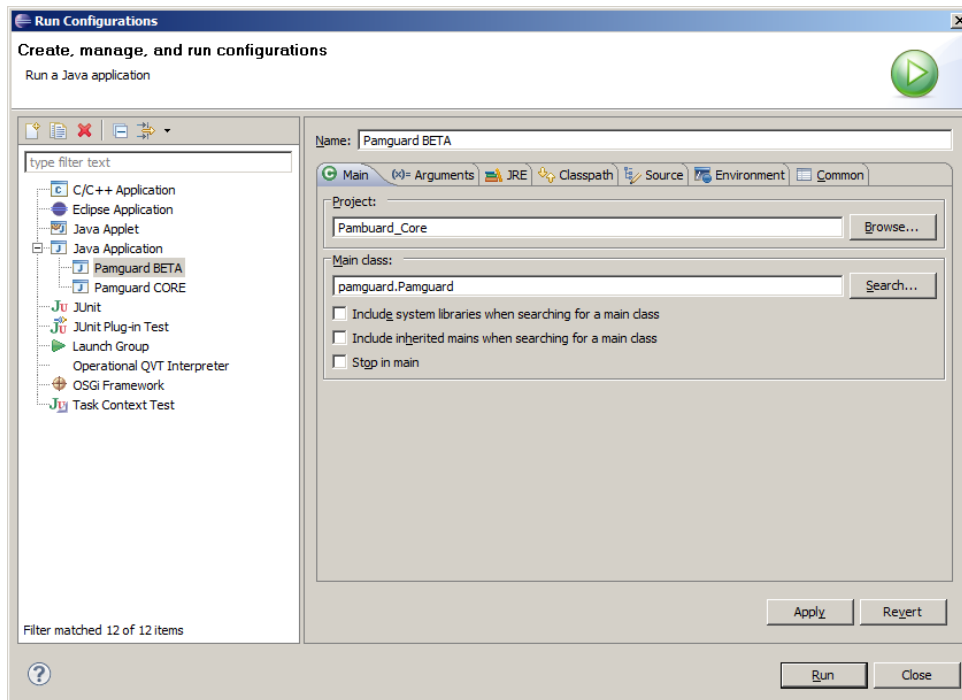 Run Configurations
Create, manage, and run configurations
Run a Java application
type filter text
C/C++ Application
Eclipse Application
Java Applet
Java Application
Pamguard BETA
Pamguard CORE
JUnit
JUnit Plug-in Test
Launch Group
Operational QVT Interpreter
OSGi Framework
Task Context Test
Filter matched 12 of 12 items
Name: Pamguard BETA
Main (x)= Arguments JRE Classpath Source Environment Common
Project:
Pambuard_Core Browse...
Main class:
pamguard.Pamguard Search...
Include system libraries when searching for a main class
Include inherited mains when searching for a main class
Stop in main
Apply Revert
Run Close